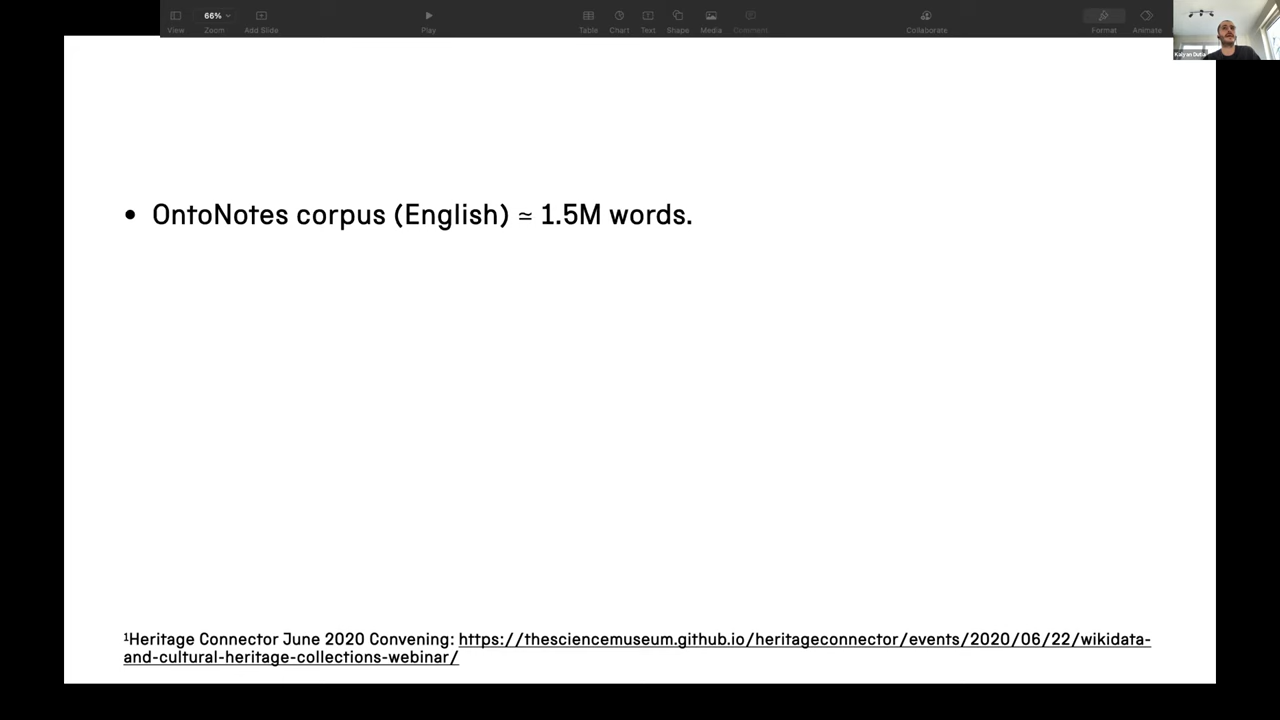 66%
View
Zoom
Add Slide
Play
Table
Chart
Text
Shape
Media
Comment
Collaborate
Format
Animate
• OntoNotes corpus (English) ≃ 1.5M words.
¹Heritage Connector June 2020 Convening: https://thesciencemuseum.github.io/heritageconnector/events/2020/06/22/wikidata-
and-cultural-heritage-collections-webinar/